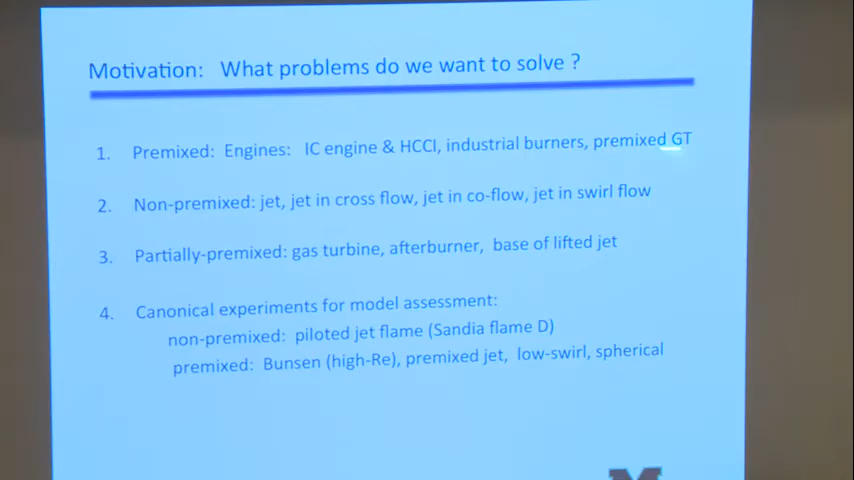 Motivation: What problems do we want to solve ?
1. Premixed: Engines: IC engine & HCCI, industrial burners, premixed GT
2. Non-premixed: jet, jet in cross flow, jet in co-flow, jet in swirl flow
3. Partially-premixed: gas turbine, afterburner, base of lifted jet
4. Canonical experiments for model assessment:
non-premixed: piloted jet flame (Sandia flame D)
premixed: Bunsen (high-Re), premixed jet, low-swirl, spherical
M